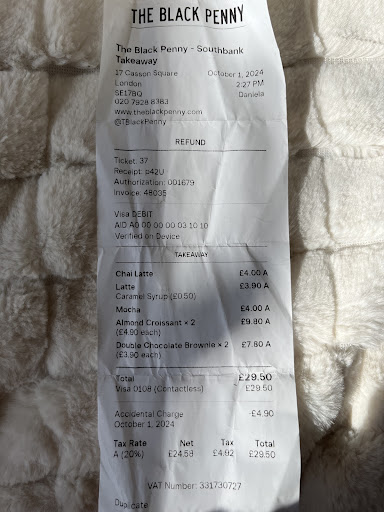 THE BLACK PENNY
The Black Penny - Southbank
Takeaway
17 Casson Square October 1, 2024
London 2:27 PM
SE17BQ Daniela
020 7928 8383
www.theblackpenny.com
@TBlackPenny
REFUND
Ticket: 37
Receipt: p42U
Authorization: 001679
Invoice: 48005
Visa DEBIT
AID A0 00 00 00 03 10 10
Verified on Device
TAKEAWAY
Chai Latte £4.00 A
Latte £3.90 A
Caramel Syrup (£0.50)
Mocha £4.00 A
Almond Croissant × 2 £9.80 A
(£4.90 each)
Double Chocolate Brownie × 2 £7.80 A
(£3.90 each)
Total £29.50
Visa 0108 (Contactless) £29.50
Accidental Charge -£4.90
October 1, 2024
Tax Rate Net Tax Total
A (20%) £24.58 £4.92 £29.50
VAT Number: 331730727
Duplicate